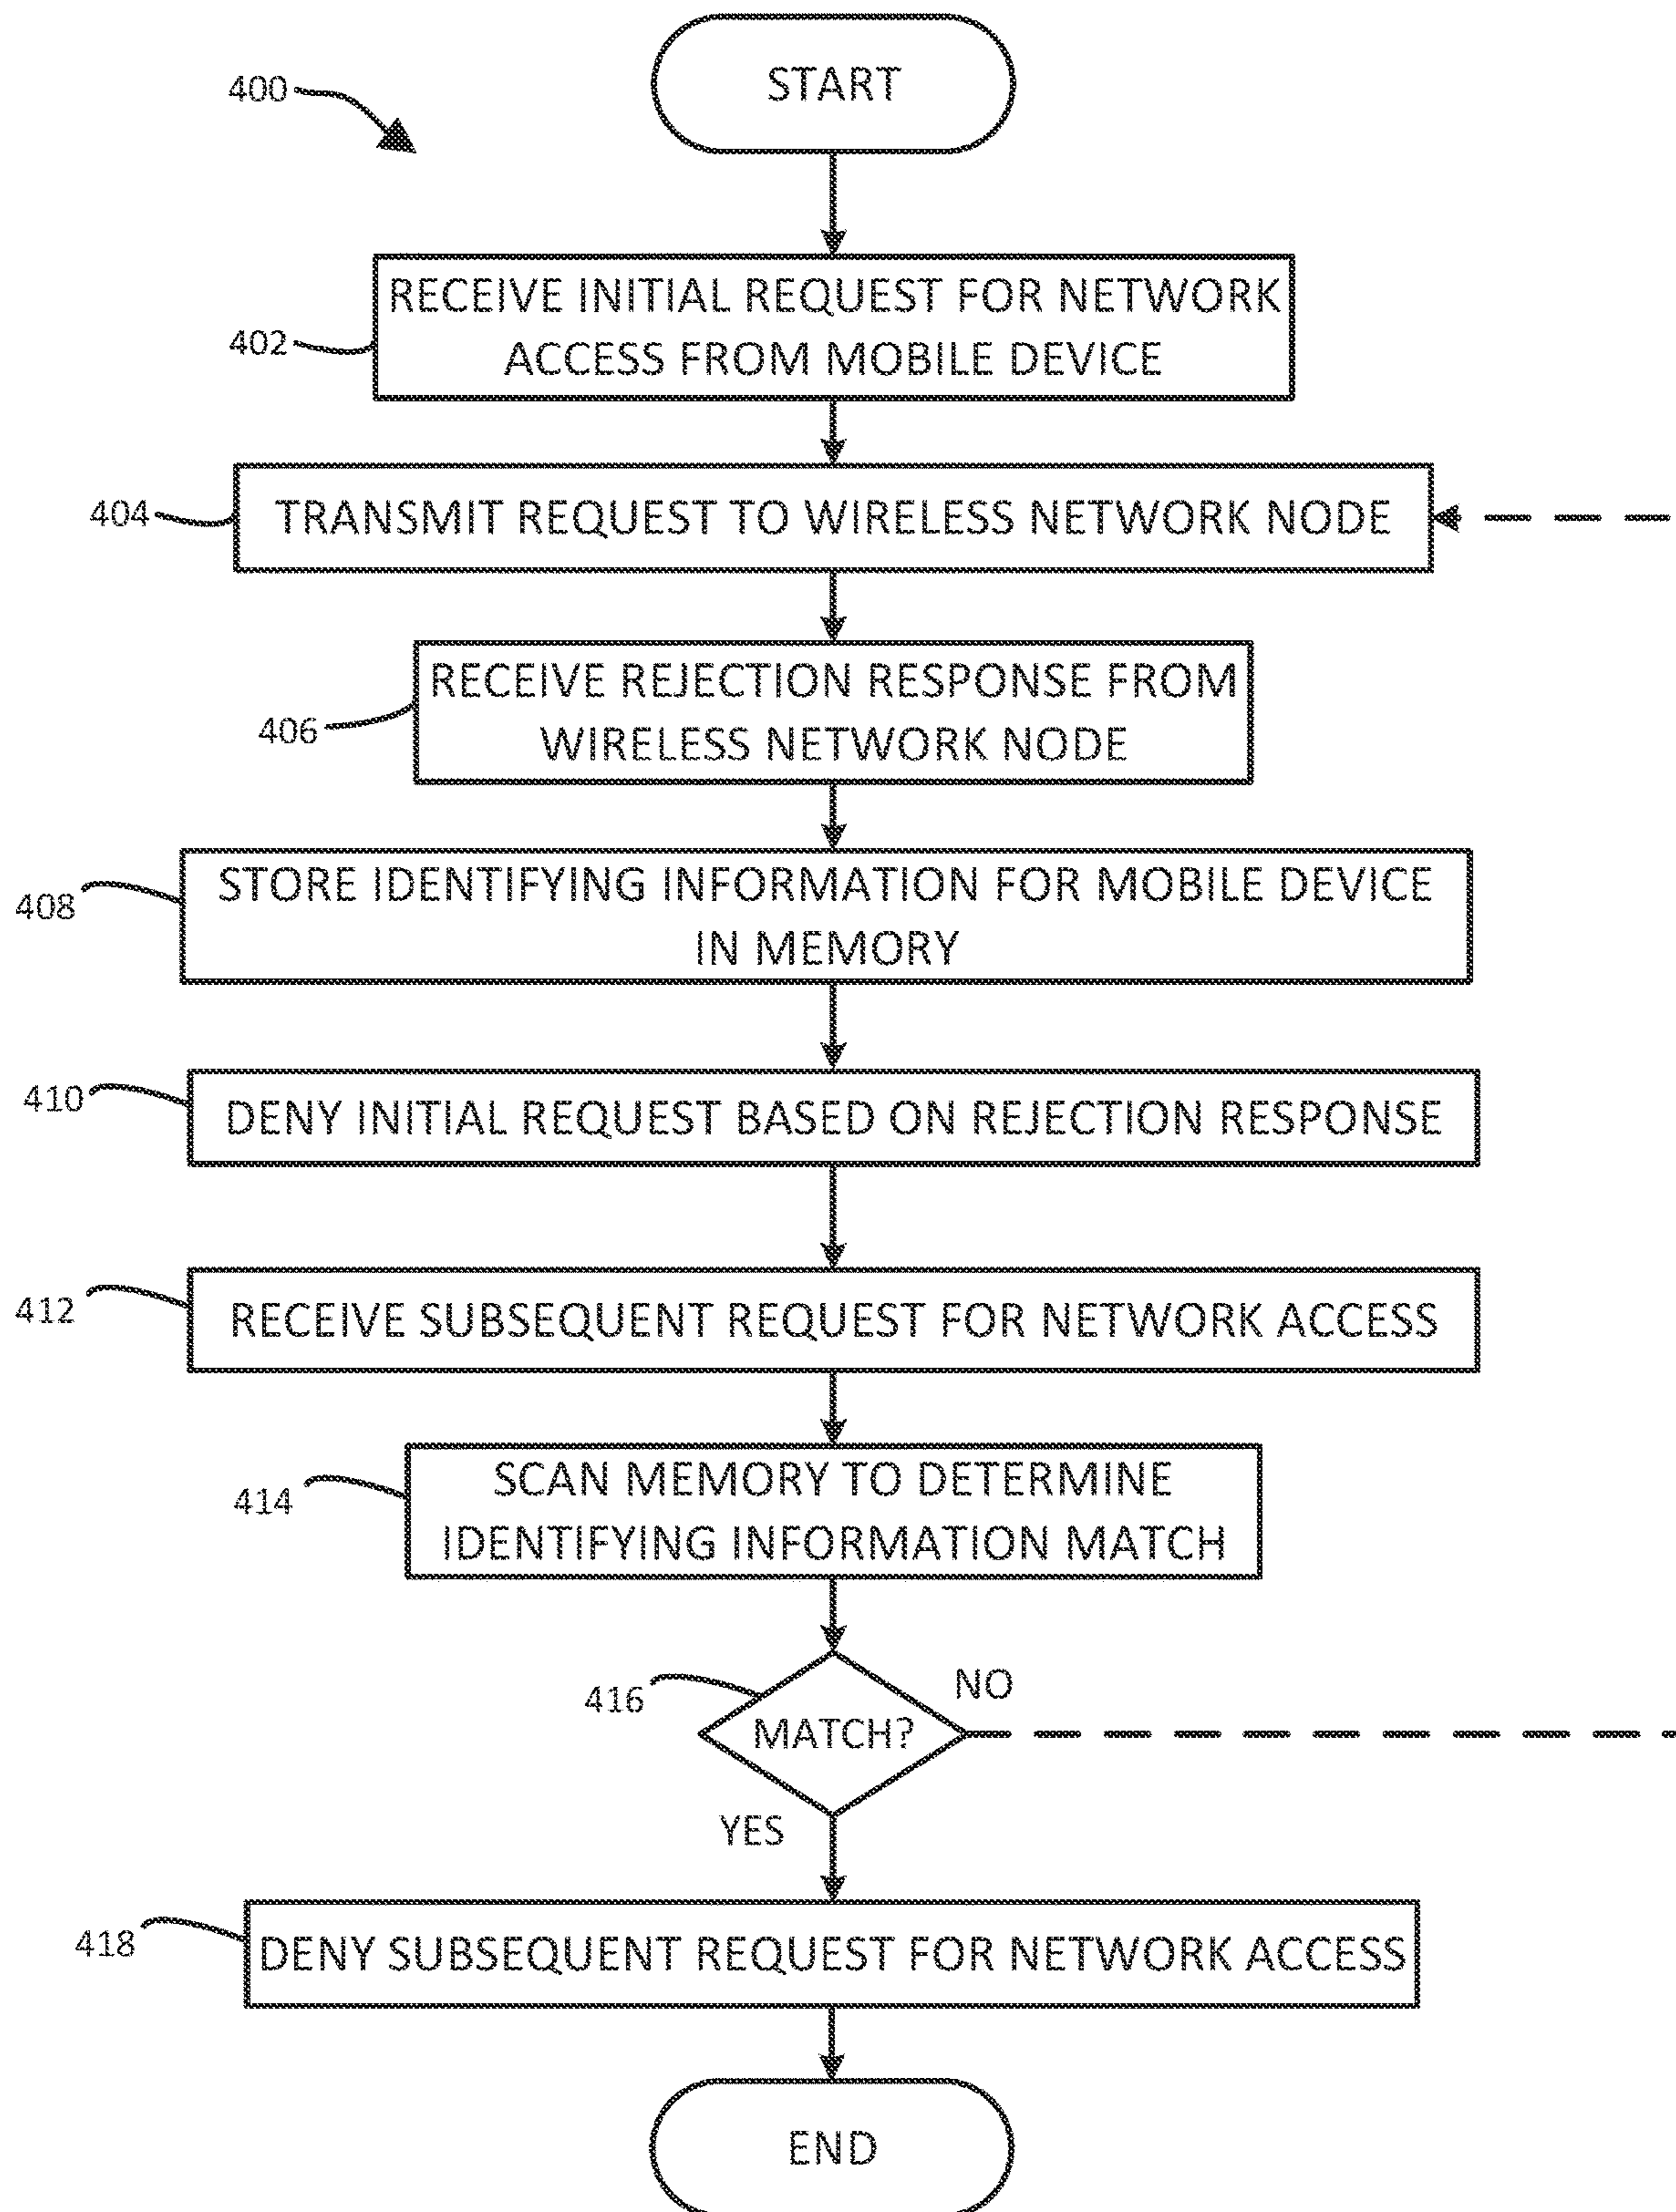 START
400
RECEIVE INITIAL REQUEST FOR NETWORK
ACCESS FROM MOBILE DEVICE
402
TRANSMIT REQUEST TO WIRELESS NETWORK NODE
404
RECEIVE REJECTION RESPONSE FROM
WIRELESS NETWORK NODE
406
STORE IDENTIFYING INFORMATION FOR MOBILE DEVICE
IN MEMORY
408
DENY INITIAL REQUEST BASED ON REJECTION RESPONSE
410
RECEIVE SUBSEQUENT REQUEST FOR NETWORK ACCESS
412
SCAN MEMORY TO DETERMINE
IDENTIFYING INFORMATION MATCH
414
NO
416
MATCH?
YES
DENY SUBSEQUENT REQUEST FOR NETWORK ACCESS
418
END